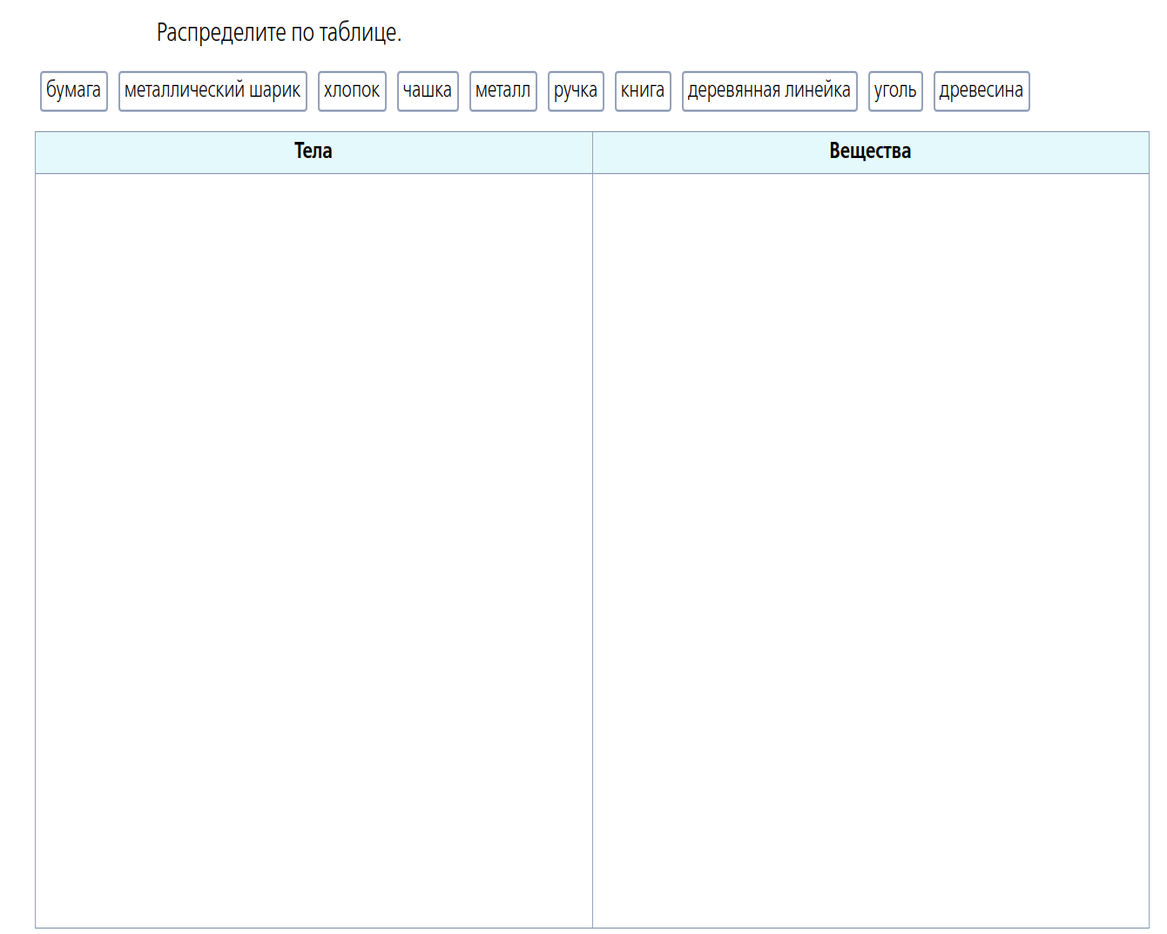 Распределите по таблице.
бумага металлический шарик хлопок чашка металл ручка книга деревянная линейка уголь древесина
Тела Вещества